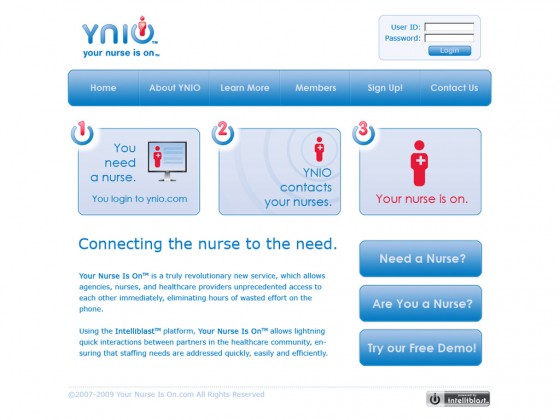 YNIO™
your nurse is on™
User ID:
Password:
Login
Home
About YNIO
Learn More
Members
Sign Up!
Contact Us
1
You
need
a nurse.
You login to ynio.com
2
YNIO
contacts
your nurses.
3
Your nurse is on.
Connecting the nurse to the need.
Your Nurse Is On™ is a truly revolutionary new service, which allows
agencies, nurses, and healthcare providers unprecedented access to
each other immediately, eliminating hours of wasted effort on the
phone.
Using the Intelliblast™ platform, Your Nurse Is On™ allows lightning
quick interactions between partners in the healthcare community, en-
suring that staffing needs are addressed quickly, easily and efficiently.
Need a Nurse?
Are You a Nurse?
Try our Free Demo!
©2007-2009 Your Nurse Is On.com All Rights Reserved
powered by
intelliblast